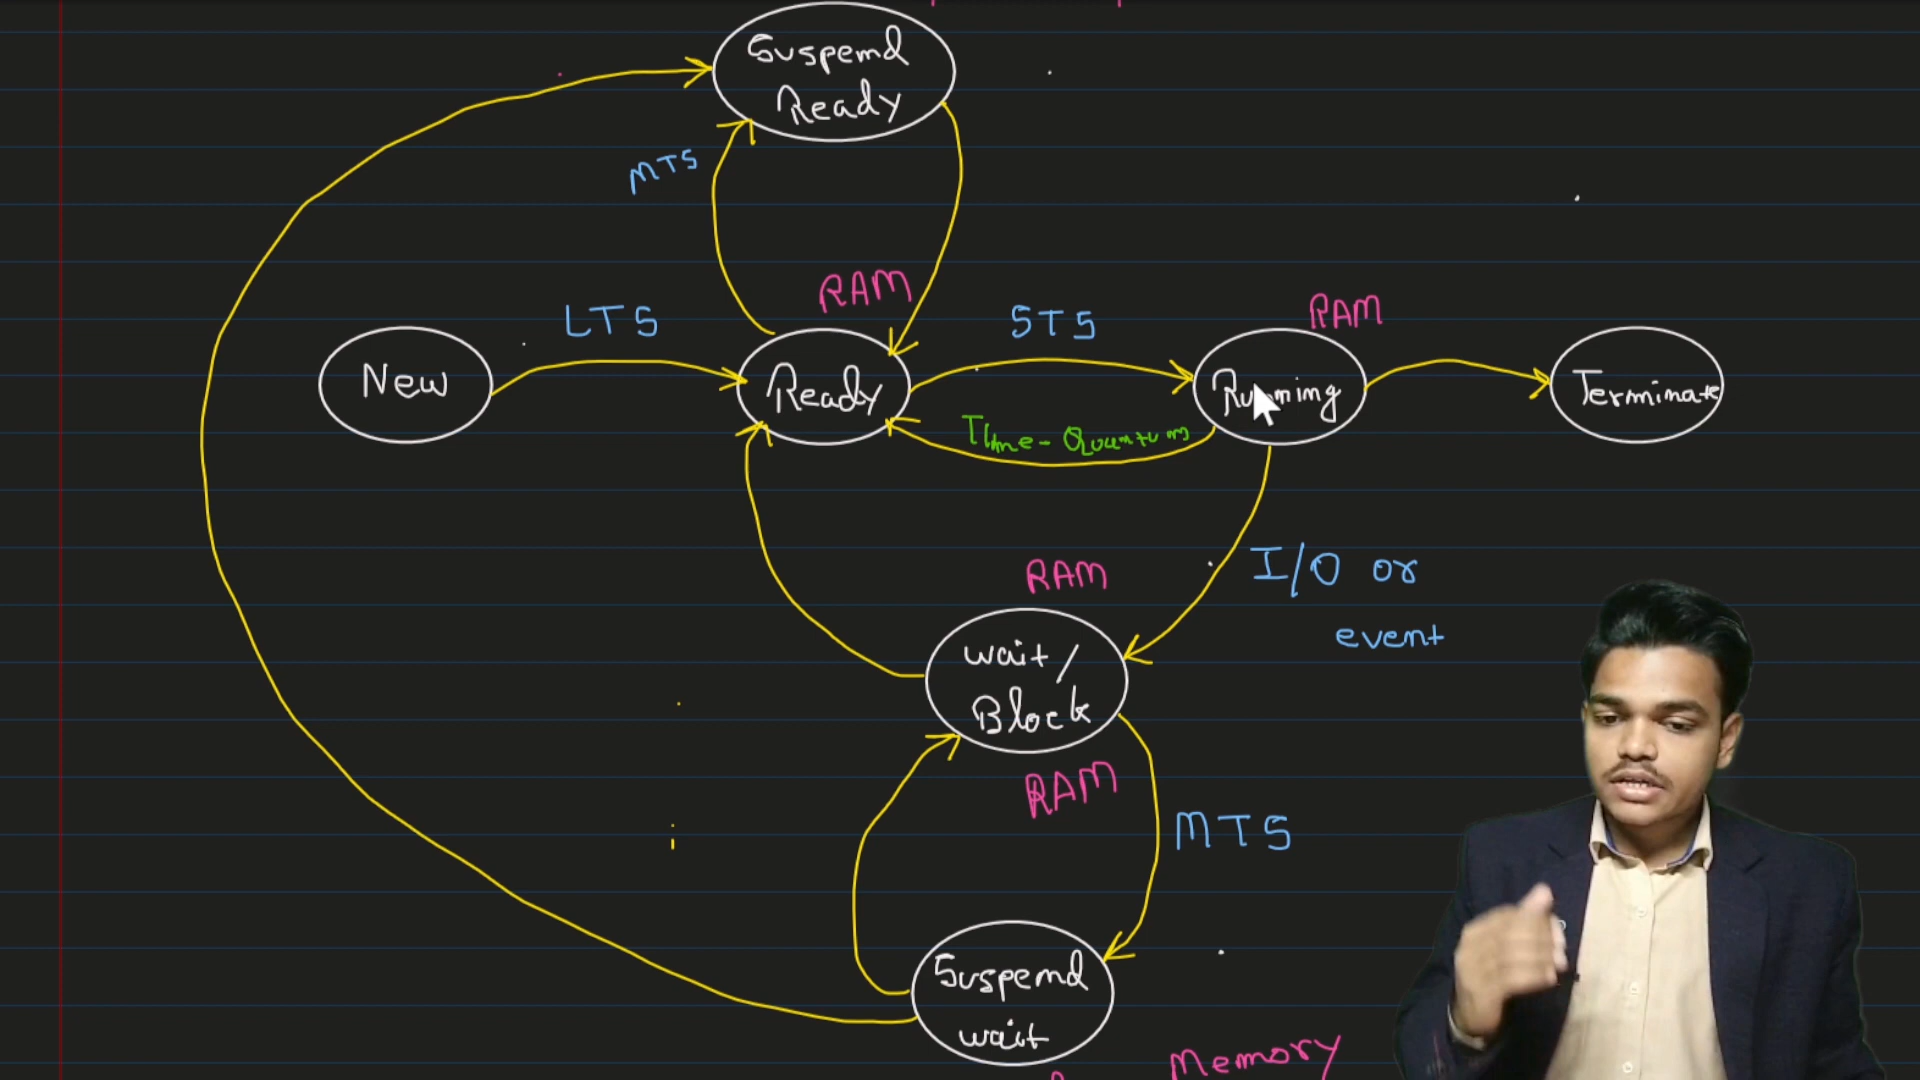 Suspend
Ready
MTS
RAM
LTS
STS
RAM
New
Ready
Running
Terminate
Time-Quantum
RAM
I/O or
event
wait/
Block
RAM
MTS
Suspend
wait
Memory